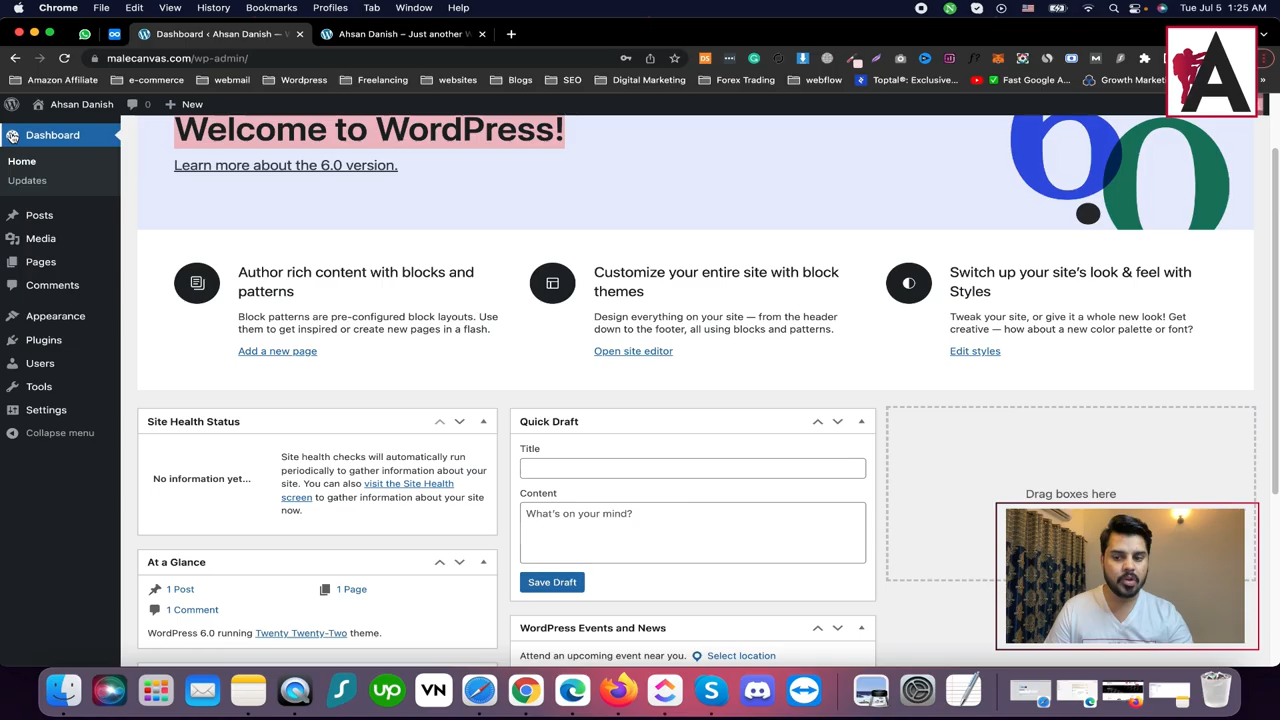 Chrome File Edit View History Bookmarks Profiles Tab Window Help Tue Jul 5 1:25 AM
Dashboard ‹ Ahsan Danish — W
Ahsan Danish – Just another W
malecanvas.com/wp-admin/
Amazon Affiliate e-commerce webmail Wordpress Freelancing websites Blogs SEO Digital Marketing Forex Trading webflow Toptal®: Exclusive... Fast Google A... Growth Market
A
Ahsan Danish 0 New
Dashboard
Home
Updates
Posts
Media
Pages
Comments
Appearance
Plugins
Users
Tools
Settings
Collapse menu
Welcome to WordPress!
Learn more about the 6.0 version.
6.0
Author rich content with blocks and
patterns
Block patterns are pre-configured block layouts. Use
them to get inspired or create new pages in a flash.
Add a new page
Customize your entire site with block
themes
Design everything on your site — from the header
down to the footer, all using blocks and patterns.
Open site editor
Switch up your site's look & feel with
Styles
Tweak your site, or give it a whole new look! Get
creative — how about a new color palette or font?
Edit styles
Site Health Status
No information yet...
Site health checks will automatically run
periodically to gather information about your
site. You can also visit the Site Health
screen to gather information about your site
now.
At a Glance
1 Post
1 Page
1 Comment
WordPress 6.0 running Twenty Twenty-Two theme.
Quick Draft
Title
Content
What's on your mind?
Save Draft
WordPress Events and News
Attend an upcoming event near you. Select location
Drag boxes here
up
VN